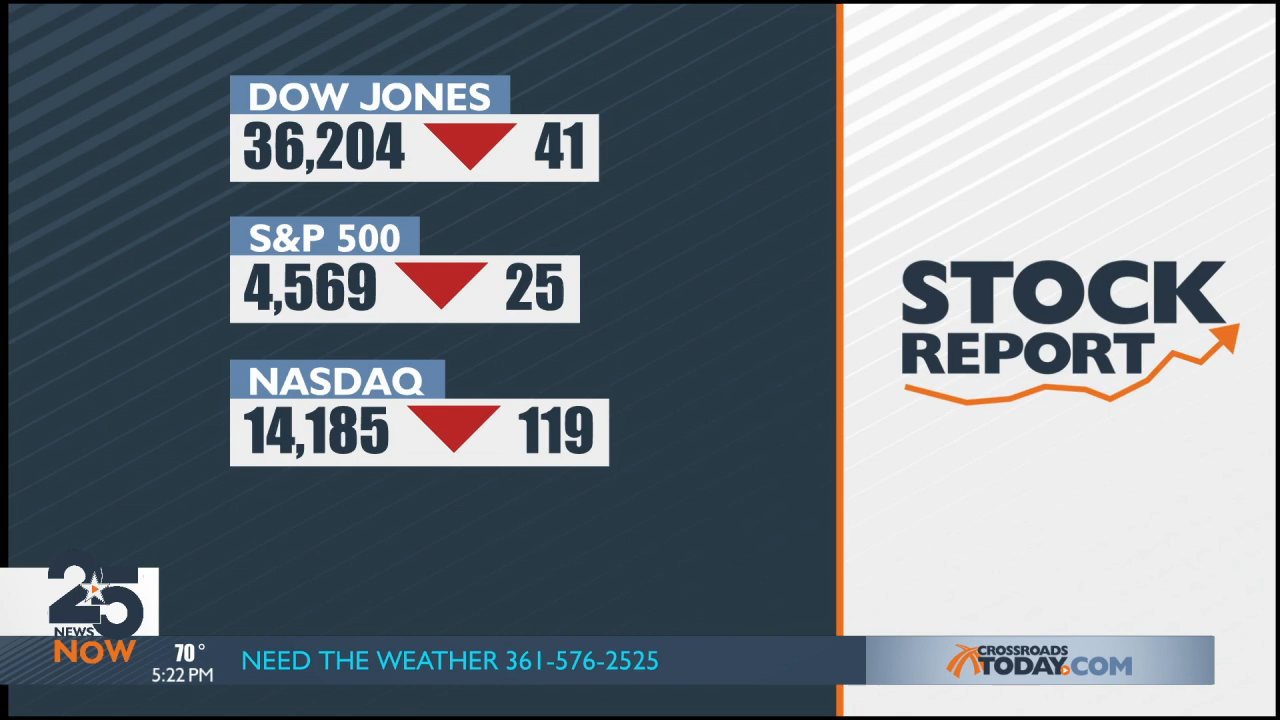 DOW JONES
36,204 41
S&P 500
4,569 25
NASDAQ
14,185 119
STOCK
REPORT
25
NEWS
NOW
70°
5:22 PM
NEED THE WEATHER 361-576-2525
CROSSROADS
TODAY.COM